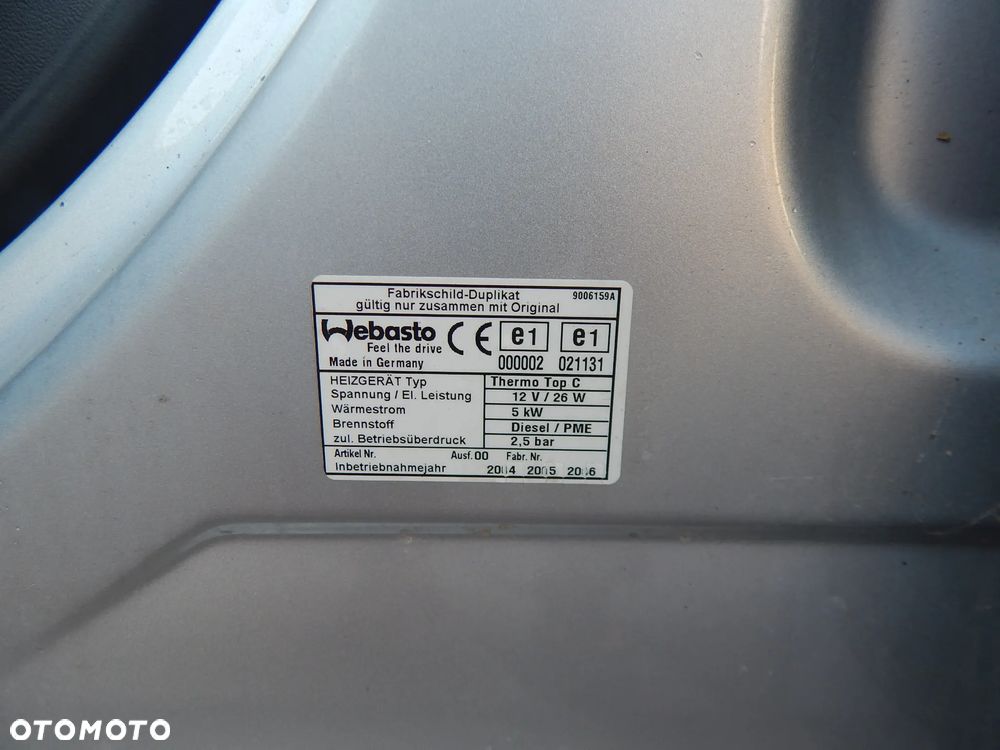 Fabrikschild-Duplikat 9006159A
gültig nur zusammen mit Original
Webasto CE e1 e1
Feel the drive
Made in Germany 000002 021131
HEIZGERÄT Typ Thermo Top C
Spannung / El. Leistung 12 V / 26 W
Wärmestrom 5 kW
Brennstoff Diesel / PME
zul. Betriebsüberdruck 2,5 bar
Artikel Nr. Ausf. 00 Fabr. Nr.
Inbetriebnahmejahr 2004 2005 2006
OTOMOTO